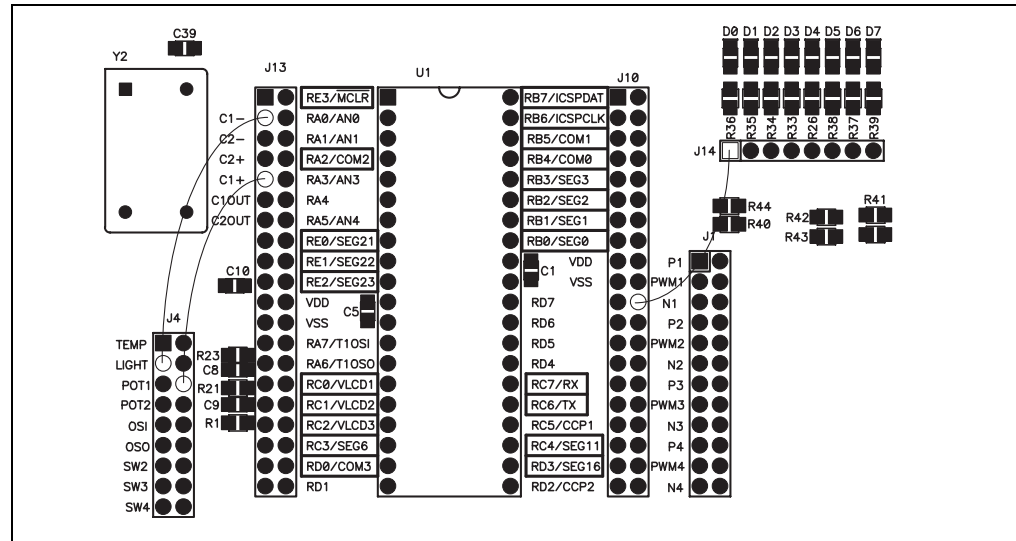 C39
Y2
J13
U1
J10
D0 D1 D2 D3 D4 D5 D6 D7
R36 R35 R34 R33 R26 R38 R37 R39
J14
RE3/MCLR
RB7/ICSPDAT
C1-
RA0/AN0
RB6/ICSPCLK
C2-
RA1/AN1
RB5/COM1
C2+
RA2/COM2
RB4/COM0
C1+
RA3/AN3
RB3/SEG3
C1OUT
RA4
RB2/SEG2
C2OUT
RA5/AN4
RB1/SEG1
RE0/SEG21
RB0/SEG0
RE1/SEG22
C1
VDD
RE2/SEG23
VSS
C10
VDD
C5
RD7
VSS
RD6
RA7/T1OSI
RD5
RA6/T1OSO
RD4
RC0/VLCD1
RC7/RX
RC1/VLCD2
RC6/TX
RC2/VLCD3
RC5/CCP1
RC3/SEG6
RC4/SEG11
RD0/COM3
RD3/SEG16
RD1
RD2/CCP2
R44
R40
R42
R43
R41
J1
P1
PWM1
N1
P2
PWM2
N2
P3
PWM3
N3
P4
PWM4
N4
J4
TEMP
LIGHT
POT1
POT2
OSI
OSO
SW2
SW3
SW4
R23
C8
R21
C9
R1